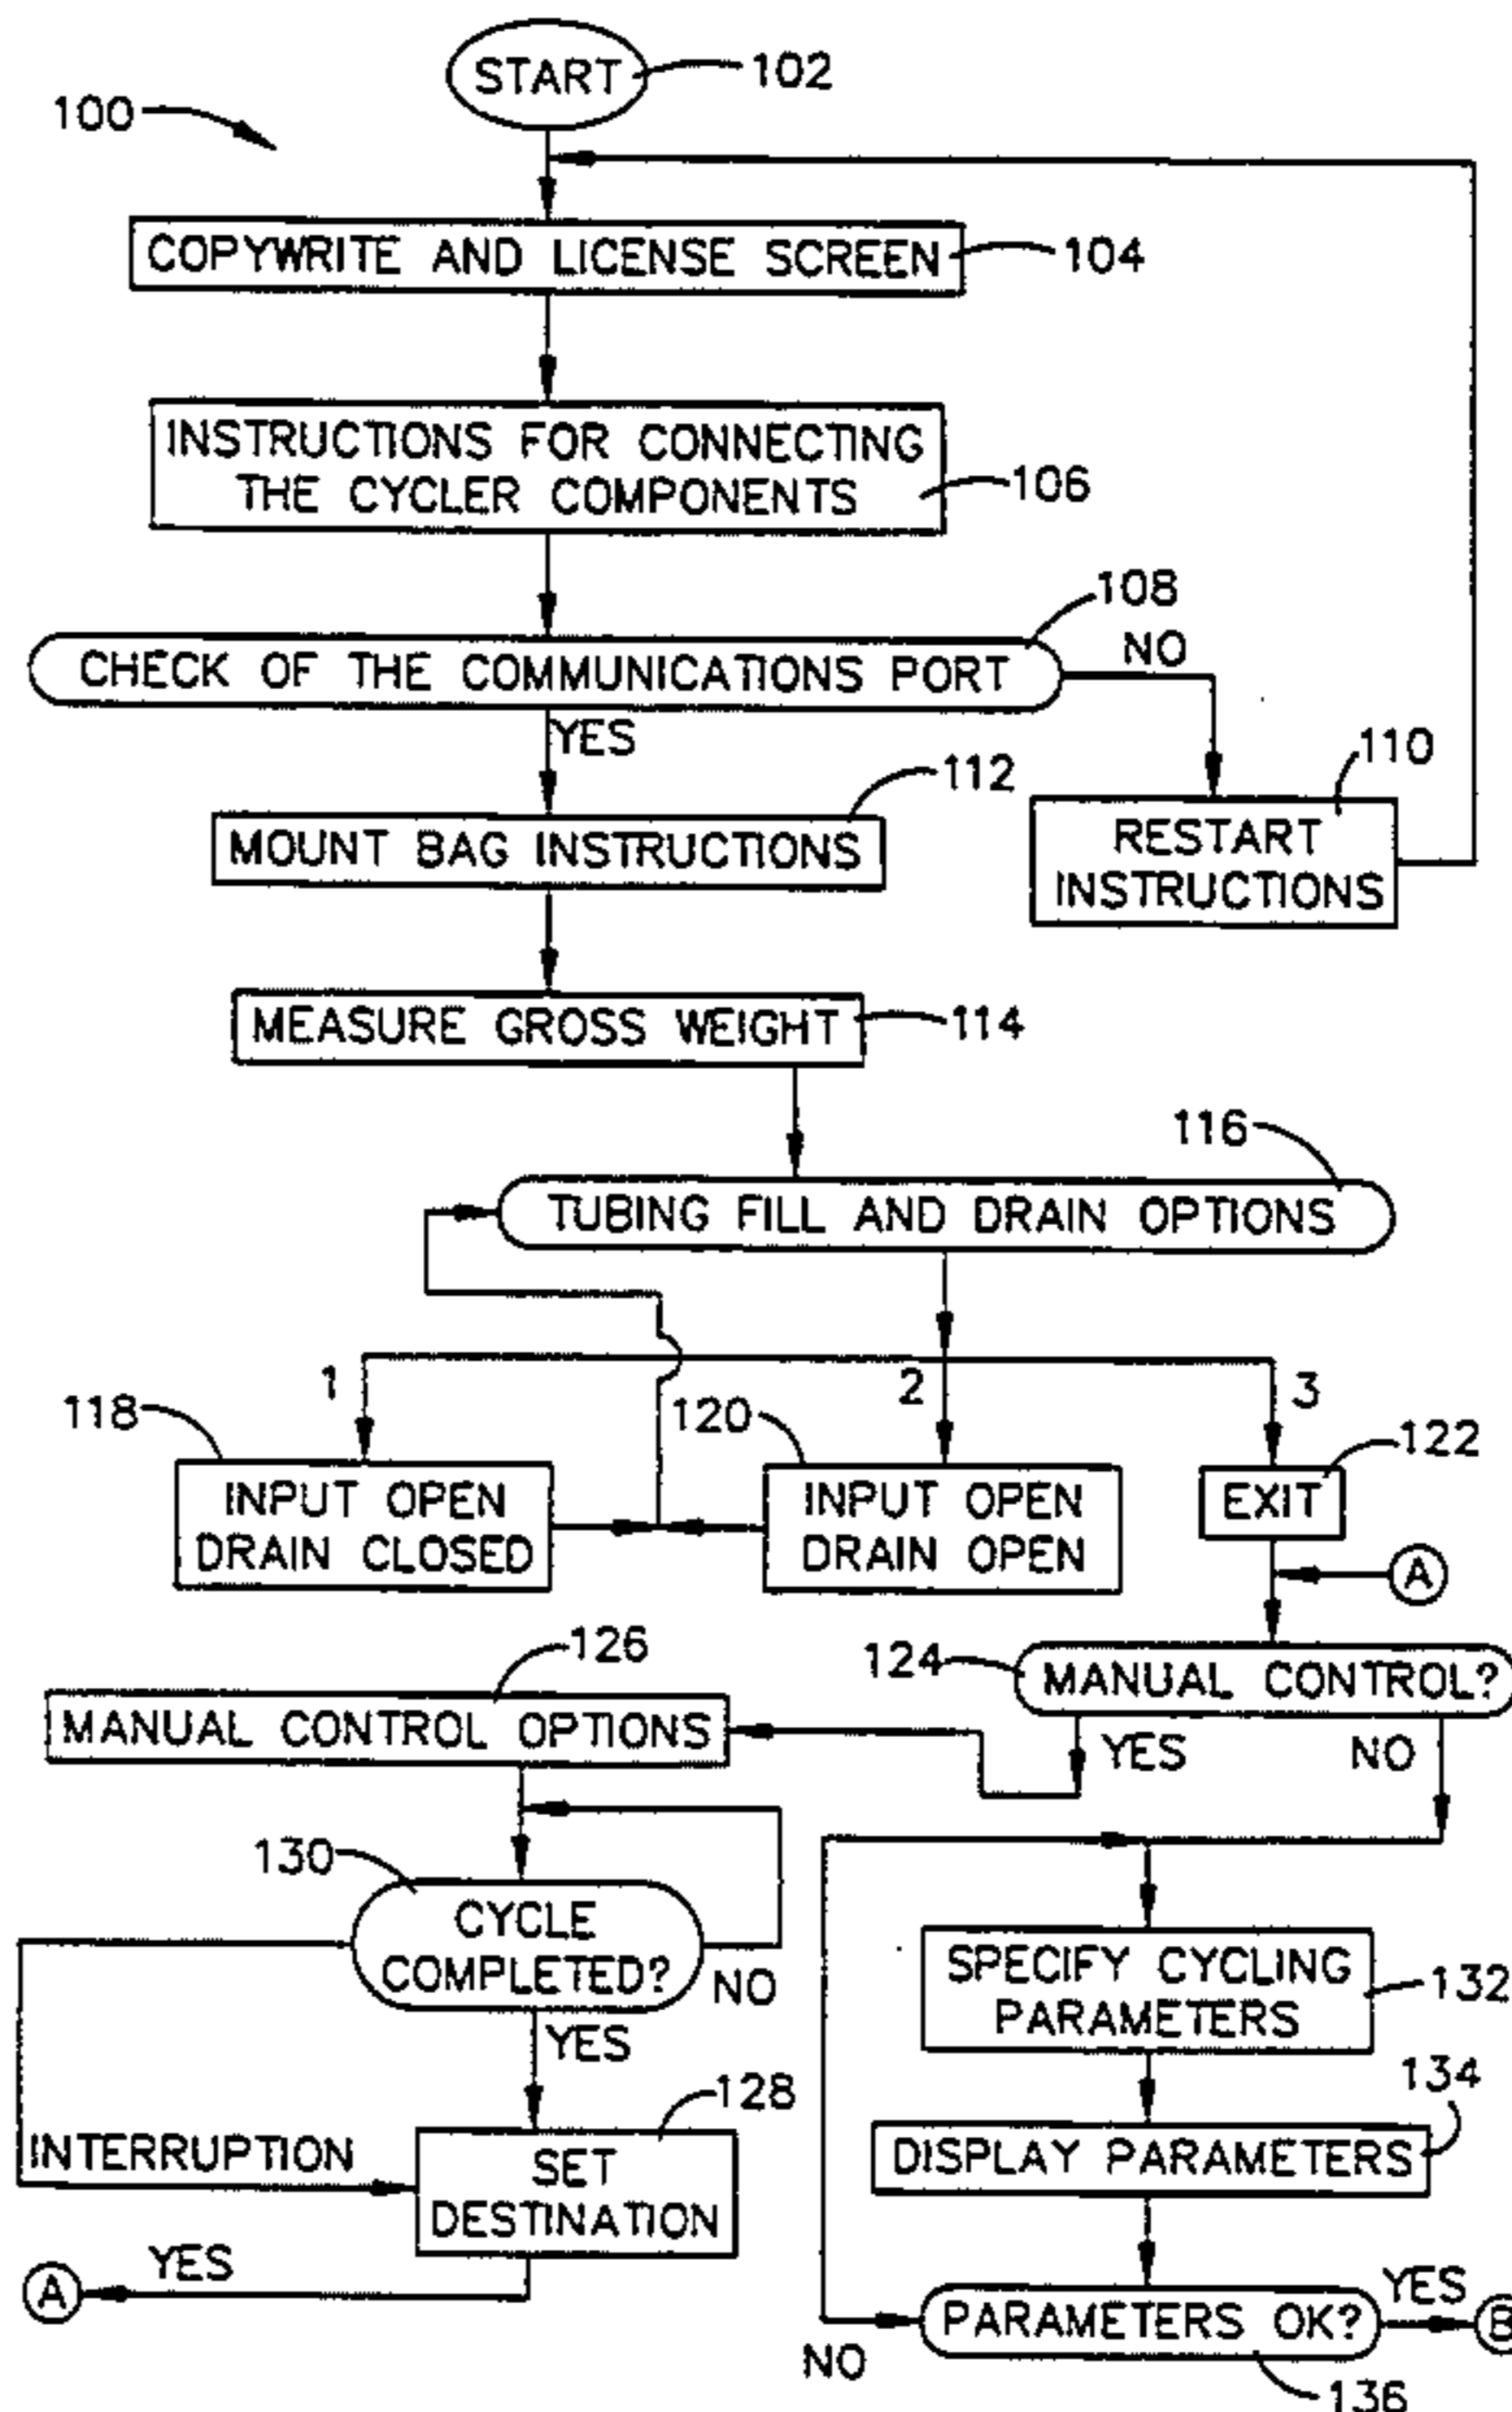 START
102
100
COPYWRITE AND LICENSE SCREEN
104
INSTRUCTIONS FOR CONNECTING
THE CYCLER COMPONENTS
106
108
CHECK OF THE COMMUNICATIONS PORT
NO
YES
110
112
MOUNT BAG INSTRUCTIONS
RESTART
INSTRUCTIONS
MEASURE GROSS WEIGHT
114
116
TUBING FILL AND DRAIN OPTIONS
1
2
3
118
120
122
INPUT OPEN
DRAIN CLOSED
INPUT OPEN
DRAIN OPEN
EXIT
A
126
124
MANUAL CONTROL?
MANUAL CONTROL OPTIONS
YES
NO
130
CYCLE
COMPLETED?
NO
SPECIFY CYCLING
PARAMETERS
132
YES
128
134
INTERRUPTION
SET
DESTINATION
DISPLAY PARAMETERS
A
YES
PARAMETERS OK?
YES
B
NO
136